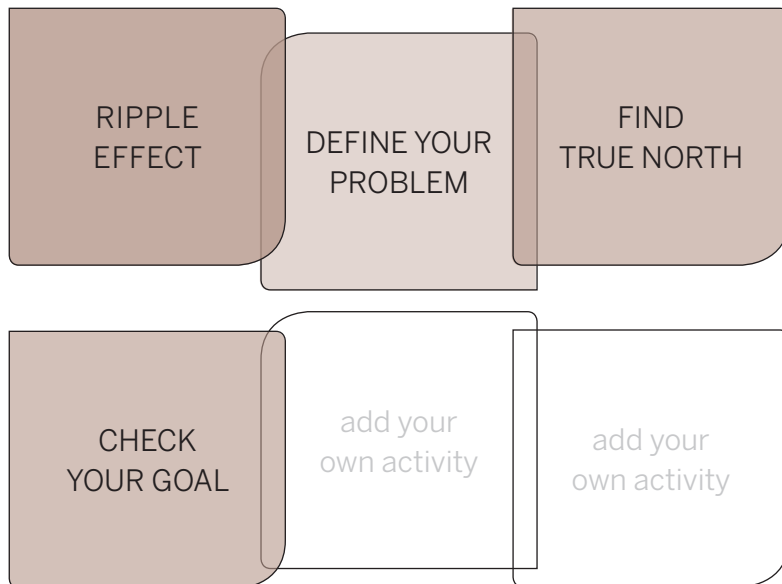 RIPPLE
EFFECT
DEFINE YOUR
PROBLEM
FIND
TRUE NORTH
CHECK
YOUR GOAL
add your
own activity
add your
own activity